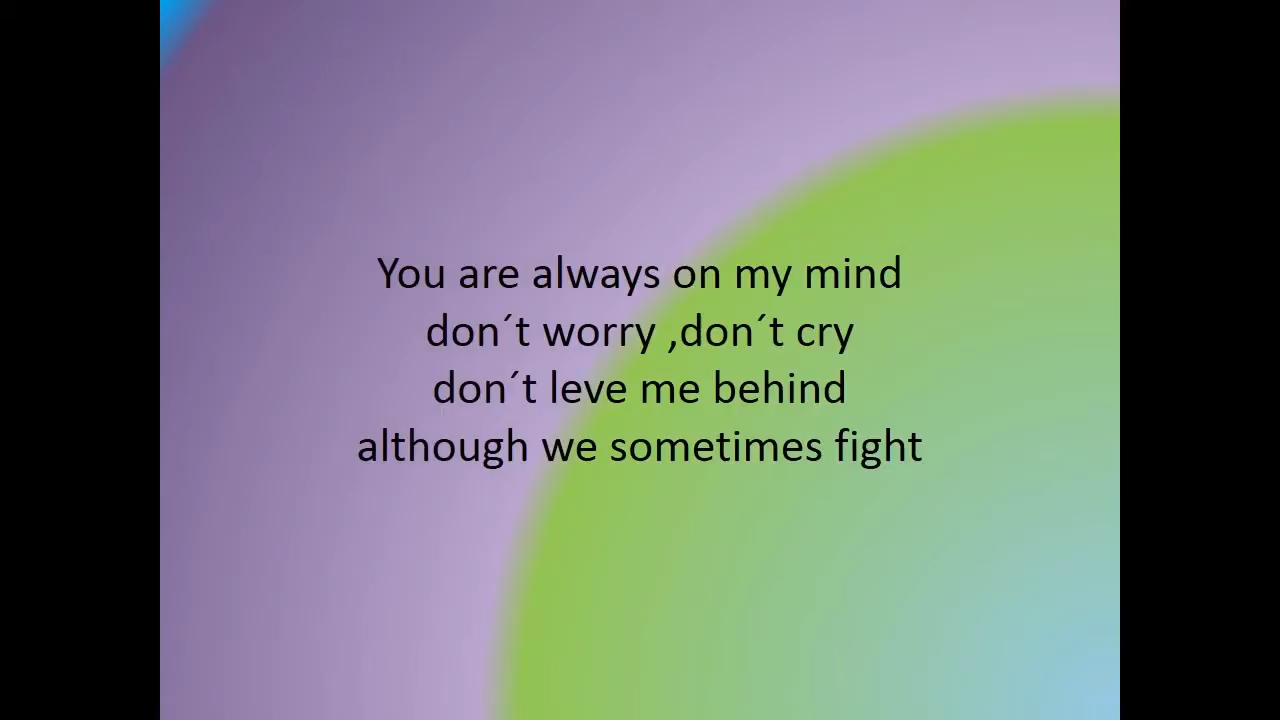 You are always on my mind
don´t worry ,don´t cry
don´t leve me behind
although we sometimes fight